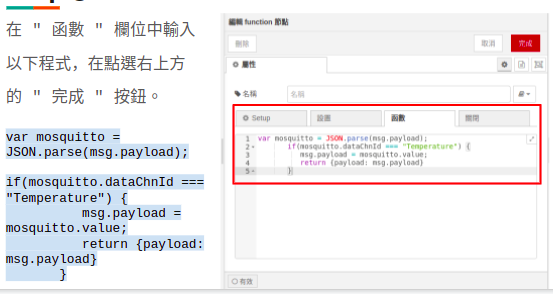 在 " 函數 " 欄位中輸入
以下程式，在點選右上方
的 " 完成 " 按鈕。
var mosquitto =
JSON.parse(msg.payload);
if(mosquitto.dataChnId ===
"Temperature") {
msg.payload =
mosquitto.value;
return {payload:
msg.payload}
}
編輯 function 節點
刪除
取消
完成
屬性
名稱
名稱
Setup
設置
函數
關閉
1 var mosquitto = JSON.parse(msg.payload);
2 if(mosquitto.dataChnId === "Temperature") {
3 msg.payload = mosquitto.value;
4 return {payload: msg.payload}
5 }
有效